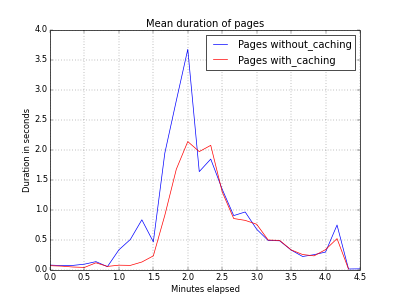 Mean duration of pages
Pages without_caching
Pages with_caching
Duration in seconds
4.0
3.5
3.0
2.5
2.0
1.5
1.0
0.5
0.0
0.0 0.5 1.0 1.5 2.0 2.5 3.0 3.5 4.0 4.5
Minutes elapsed